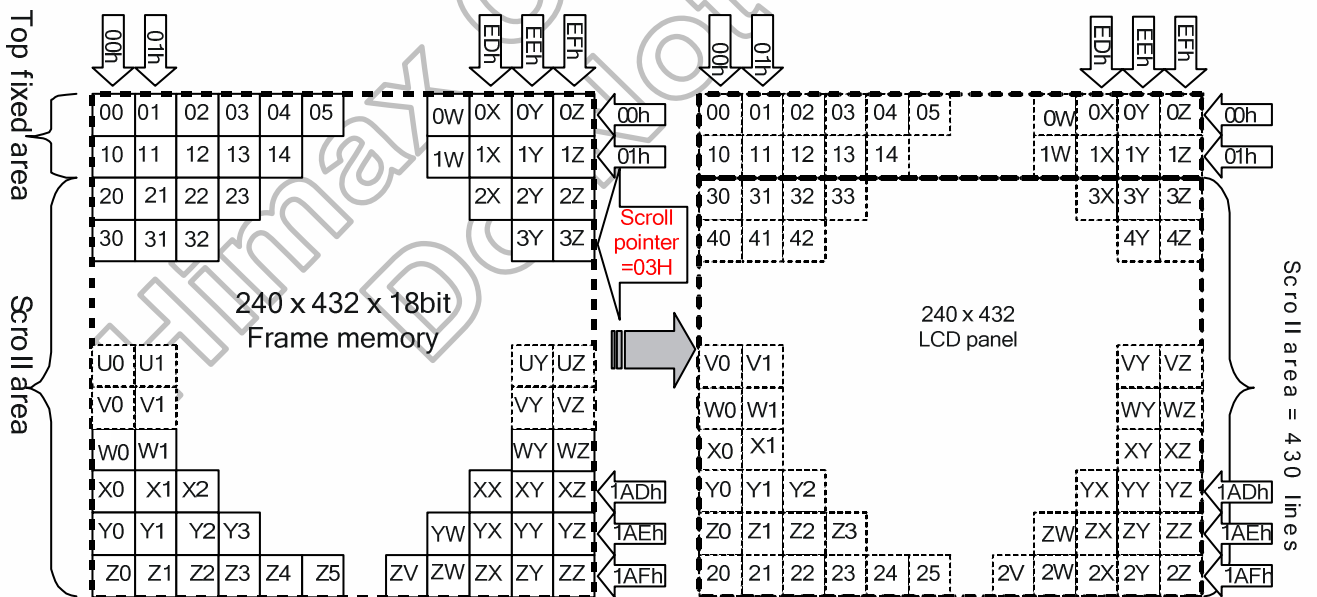 00h 01h EDh EEh EFh 00h 01h EDh EEh EFh
Top fixed area
00 01 02 03 04 05 0W 0X 0Y 0Z 00h 00 01 02 03 04 05 0W 0X 0Y 0Z 00h
10 11 12 13 14 1W 1X 1Y 1Z 01h 10 11 12 13 14 1W 1X 1Y 1Z 01h
20 21 22 23 2X 2Y 2Z 30 31 32 33 3X 3Y 3Z
30 31 32 3Y 3Z 40 41 42 4Y 4Z
Scroll
pointer
=03H
Scroll area
240 x 432 x 18bit
Frame memory
240 x 432
LCD panel
Scroll area = 430 lines
U0 U1 UY UZ V0 V1 VY VZ
V0 V1 VY VZ W0 W1 WY WZ
W0 W1 WY WZ X0 X1 XY XZ
X0 X1 X2 XX XY XZ 1ADh Y0 Y1 Y2 YX YY YZ 1ADh
Y0 Y1 Y2 Y3 YW YX YY YZ 1AEh Z0 Z1 Z2 Z3 ZW ZX ZY ZZ 1AEh
Z0 Z1 Z2 Z3 Z4 Z5 ZV ZW ZX ZY ZZ 1AFh 20 21 22 23 24 25 2V 2W 2X 2Y 2Z 1AFh
Himax
Do Not